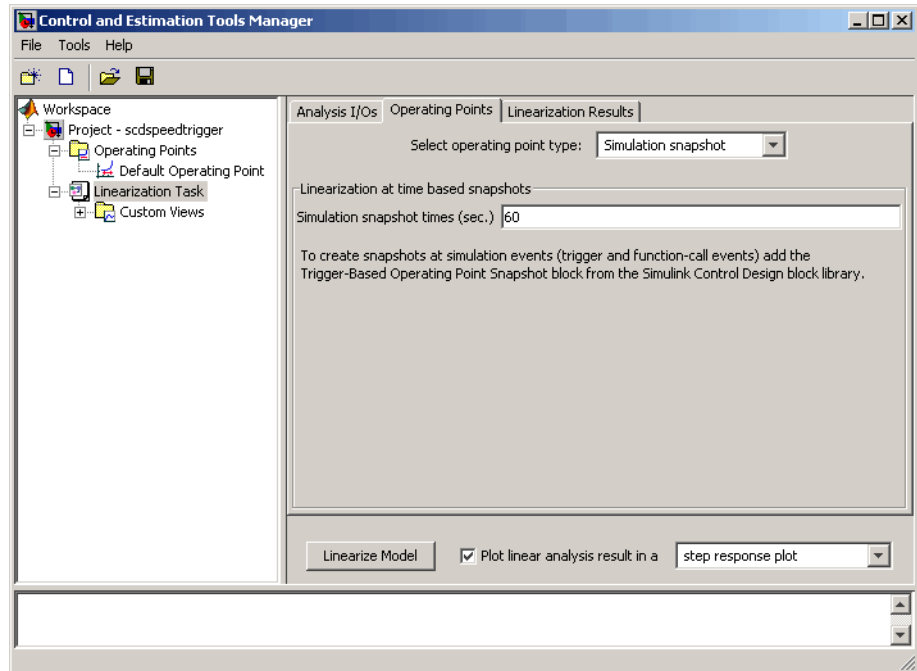 Control and Estimation Tools Manager
File Tools Help
Workspace
Project - scdspeedtrigger
Operating Points
Default Operating Point
Linearization Task
Custom Views
Analysis I/Os Operating Points Linearization Results
Select operating point type: Simulation snapshot
Linearization at time based snapshots
Simulation snapshot times (sec.) 60
To create snapshots at simulation events (trigger and function-call events) add the
Trigger-Based Operating Point Snapshot block from the Simulink Control Design block library.
Linearize Model Plot linear analysis result in a step response plot